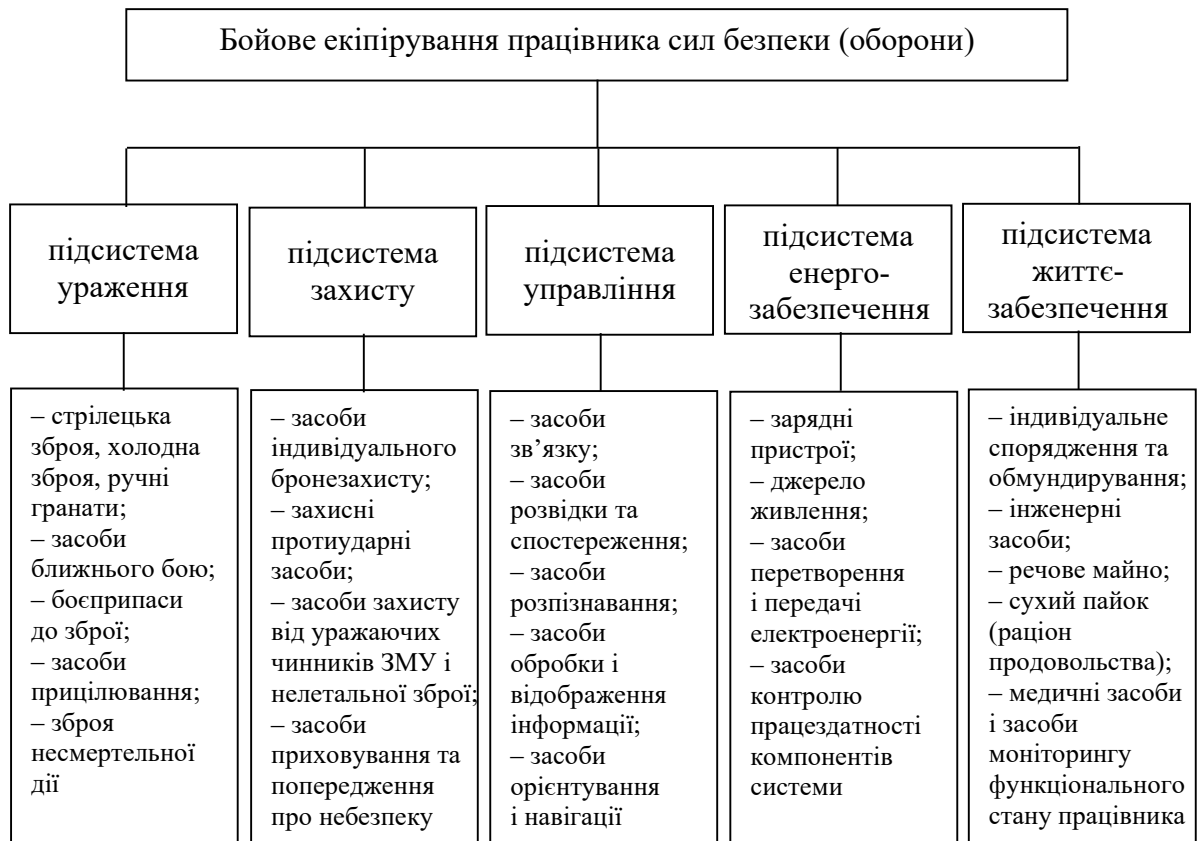 Бойове екіпірування працівника сил безпеки (оборони)
підсистема
ураження
підсистема
захисту
підсистема
управління
підсистема
енерго-
забезпечення
підсистема
життє-
забезпечення
– стрілецька
зброя, холодна
зброя, ручні
гранати;
– засоби
ближнього бою;
– боєприпаси
до зброї;
– засоби
прицілювання;
– зброя
несмертельної
дії
– засоби
індивідуального
бронезахисту;
– захисні
протиударні
засоби;
– засоби захисту
від уражаючих
чинників ЗМУ і
нелетальної зброї;
– засоби
приховування та
попередження
про небезпеку
– засоби
зв’язку;
– засоби
розвідки та
спостереження;
– засоби
розпізнавання;
– засоби
обробки і
відображення
інформації;
– засоби
орієнтування
і навігації
– зарядні
пристрої;
– джерело
живлення;
– засоби
перетворення
і передачі
електроенергії;
– засоби
контролю
працездатності
компонентів
системи
– індивідуальне
спорядження та
обмундирування;
– інженерні
засоби;
– речове майно;
– сухий пайок
(раціон
продовольства);
– медичні засоби
і засоби
моніторингу
функціонального
стану працівника